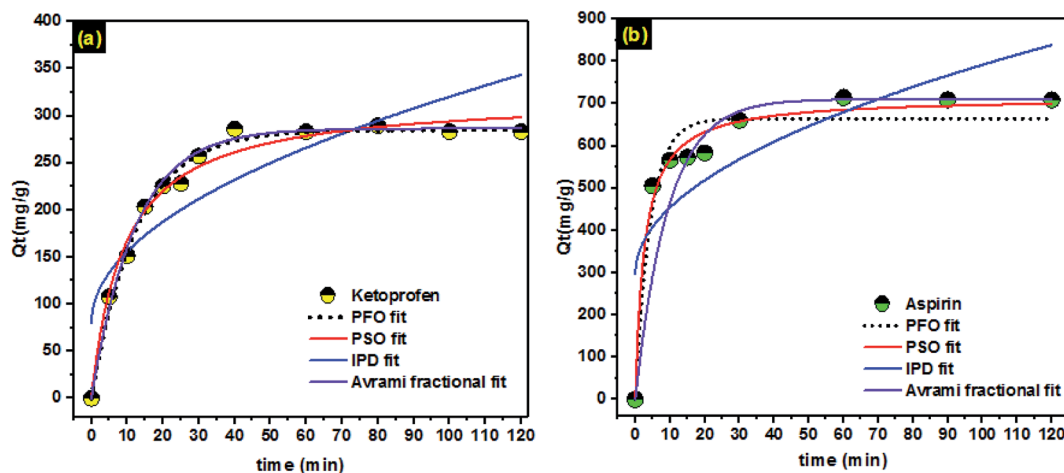 (a)
400
350
300
250
200
150
100
50
0
Qt(mg/g)
Ketoprofen
PFO fit
PSO fit
IPD fit
Avrami fractional fit
0 10 20 30 40 50 60 70 80 90 100 110 120
time (min)
(b)
900
800
700
600
500
400
300
200
100
0
Qt(mg/g)
Aspirin
PFO fit
PSO fit
IPD fit
Avrami fractional fit
0 10 20 30 40 50 60 70 80 90 100 110 120
time (min)